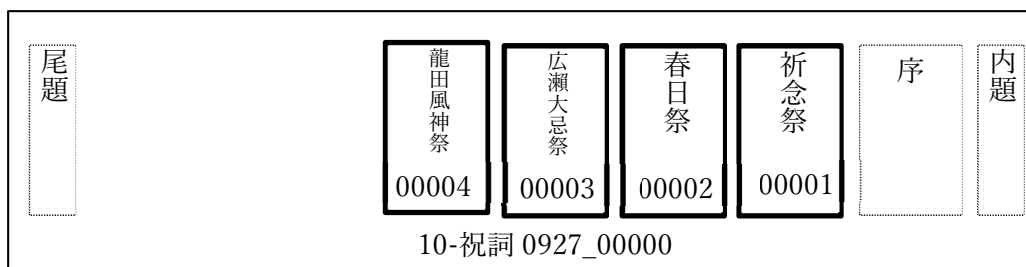 内題
序
祈念祭
00001
春日祭
00002
広瀬大忌祭
00003
龍田風神祭
00004
尾題
10-祝詞 0927_00000